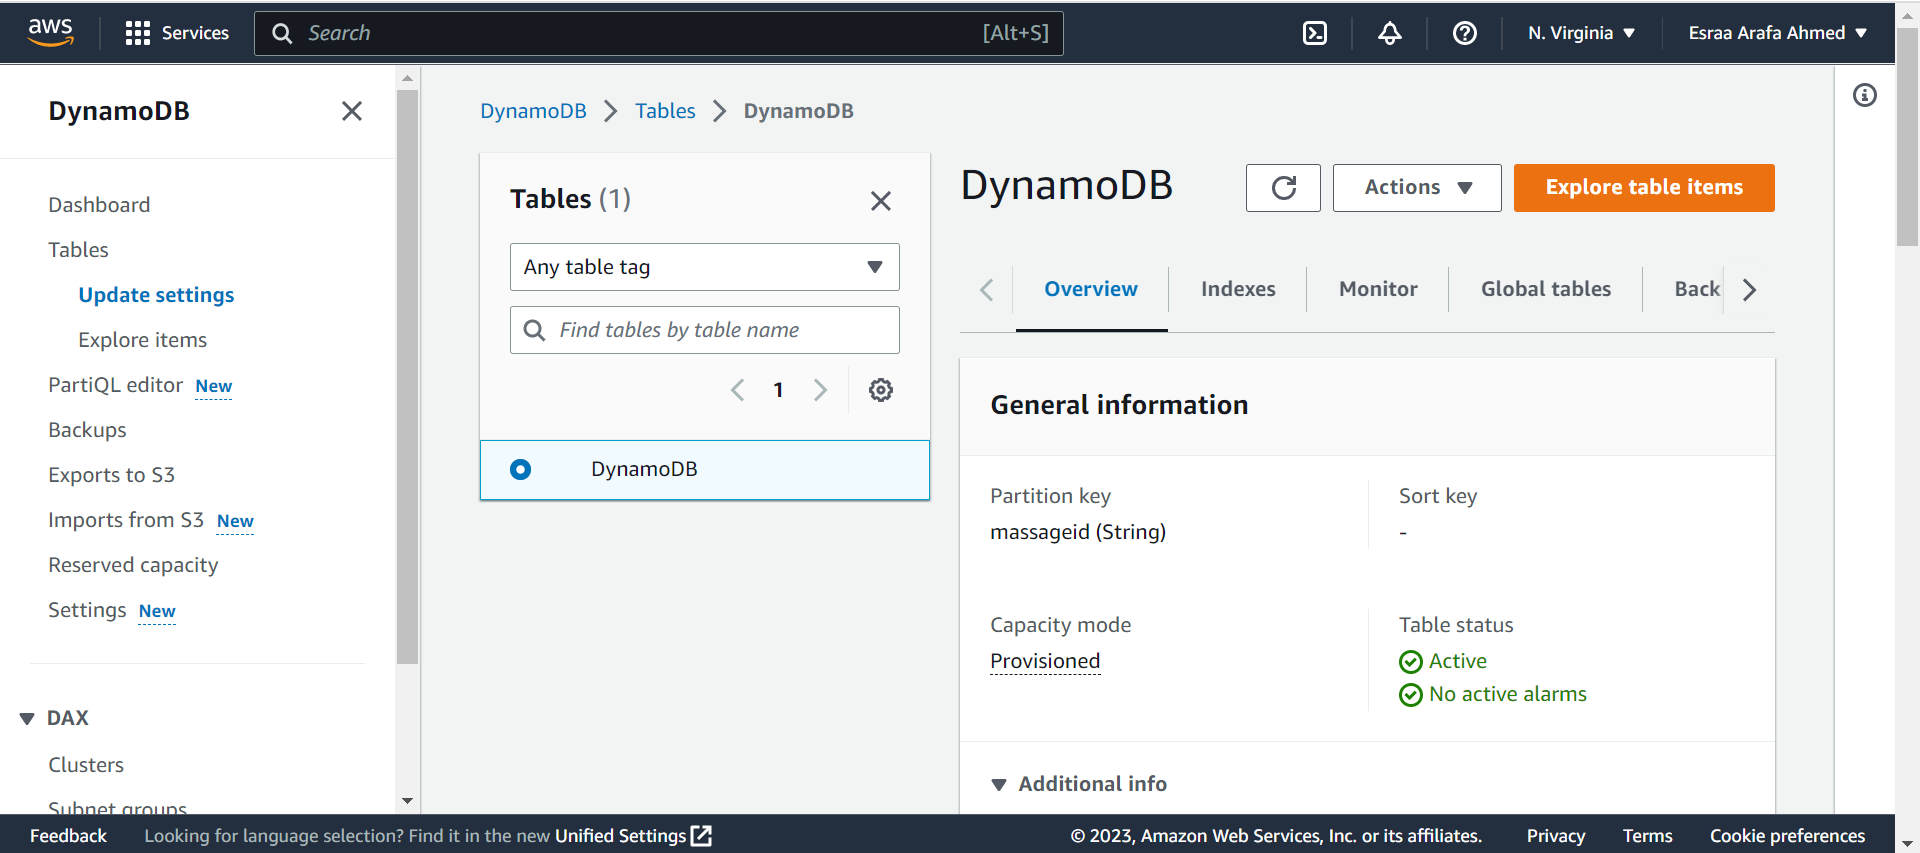 aws
Services
Search
[Alt+S]
N. Virginia
Esraa Arafa Ahmed
DynamoDB
Dashboard
Tables
Update settings
Explore items
PartiQL editor New
Backups
Exports to S3
Imports from S3 New
Reserved capacity
Settings New
DAX
Clusters
Subnet groups
DynamoDB
Tables
DynamoDB
Tables (1)
Any table tag
Find tables by table name
1
DynamoDB
DynamoDB
Actions
Explore table items
Overview
Indexes
Monitor
Global tables
Back
General information
Partition key
massageid (String)
Sort key
-
Capacity mode
Provisioned
Table status
Active
No active alarms
Additional info
Feedback
Looking for language selection? Find it in the new Unified Settings
© 2023, Amazon Web Services, Inc. or its affiliates.
Privacy
Terms
Cookie preferences